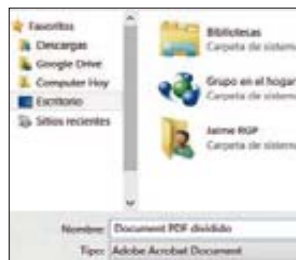 Favoritos
Descargas
Google Drive
Computer Hoy
Escritorio
Sitios recientes
Bibliotecas
Carpeta de sistema
Grupo en el hogar
Carpeta de sistema
Jaime RGP
Carpeta de sistema
Nombre: Document PDF dividido
Tipo: Adobe Acrobat Document